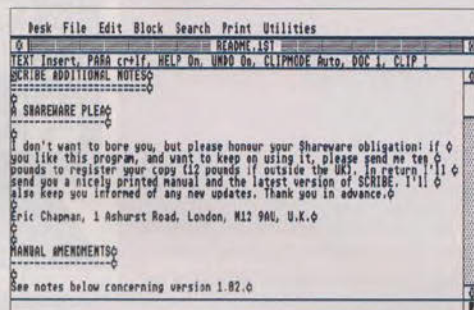 Desk File Edit Block Search Print Utilities
README.1ST
TEXT Insert, PARA cr+lf, HELP On, UNDO On, CLIPMODE Auto, DOC 1, CLIP 1
SCRIBE ADDITIONAL NOTES
=======================
A SHAREWARE PLEA
----------------
I don't want to bore you, but please honour your Shareware obligation: if
you like this program, and want to keep on using it, please send me ten
pounds to register your copy (12 pounds if outside the UK). In return I'll
send you a nicely printed manual and the latest version of SCRIBE. I'll
also keep you informed of any new updates. Thank you in advance.
Eric Chapman, 1 Ashurst Road, London, N12 9AU, U.K.
MANUAL AMENDMENTS
-----------------
See notes below concerning version 1.02.